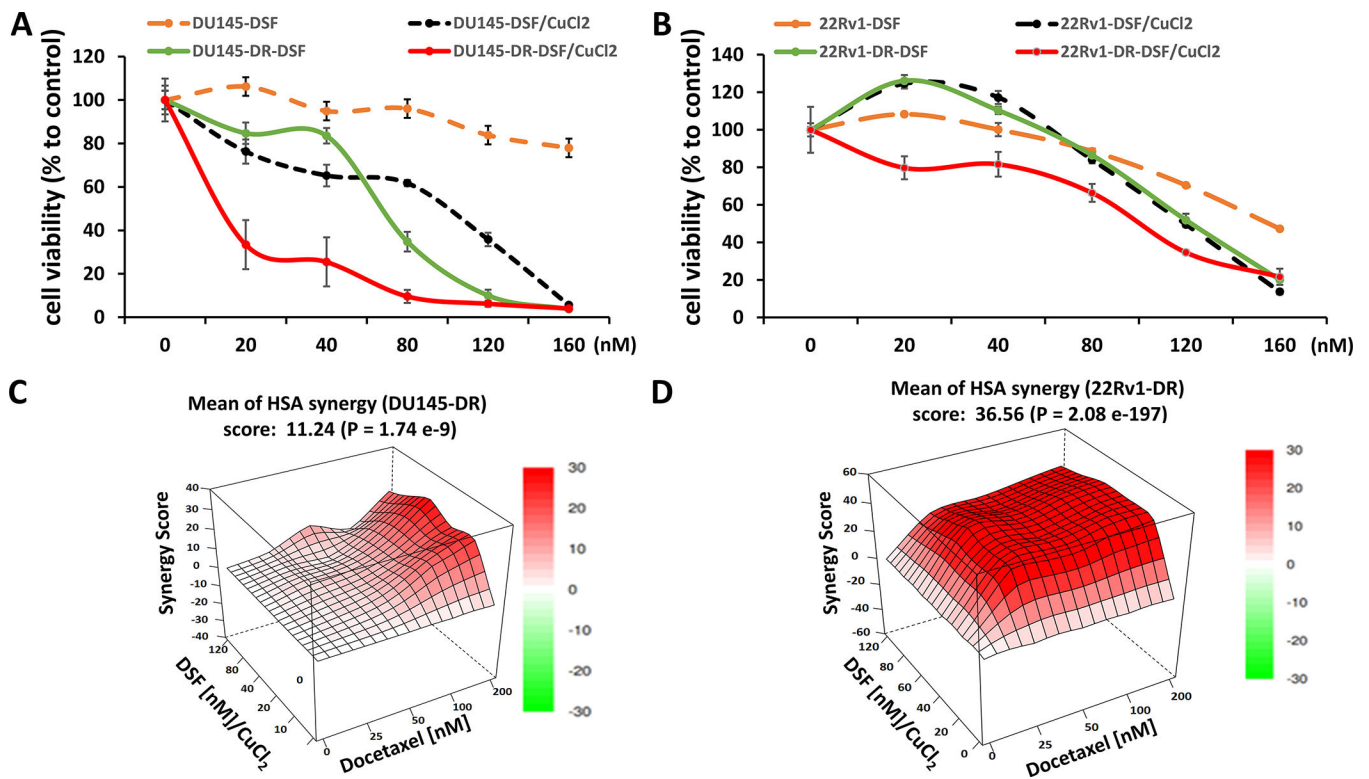 A
DU145-DSF
DU145-DSF/CuCl2
DU145-DR-DSF
DU145-DR-DSF/CuCl2
cell viability (% to control)
120
100
80
60
40
20
0
0 20 40 80 120 160 (nM)
B
22Rv1-DSF
22Rv1-DSF/CuCl2
22Rv1-DR-DSF
22Rv1-DR-DSF/CuCl2
cell viability (% to control)
140
120
100
80
60
40
20
0
0 20 40 80 120 160 (nM)
C
Mean of HSA synergy (DU145-DR)
score: 11.24 (P = 1.74 e-9)
Synergy Score
40
30
20
10
0
-10
-20
-30
-40
120
80
40
20
10
0
DSF [nM]/CuCl2
0
0
25
50
100
200
Docetaxel [nM]
30
20
10
0
-10
-20
-30
D
Mean of HSA synergy (22Rv1-DR)
score: 36.56 (P = 2.08 e-197)
Synergy Score
60
40
20
0
-20
-40
-60
120
80
60
40
20
0
DSF [nM]/CuCl2
0
25
50
100
200
Docetaxel [nM]
30
20
10
0
-10
-20
-30